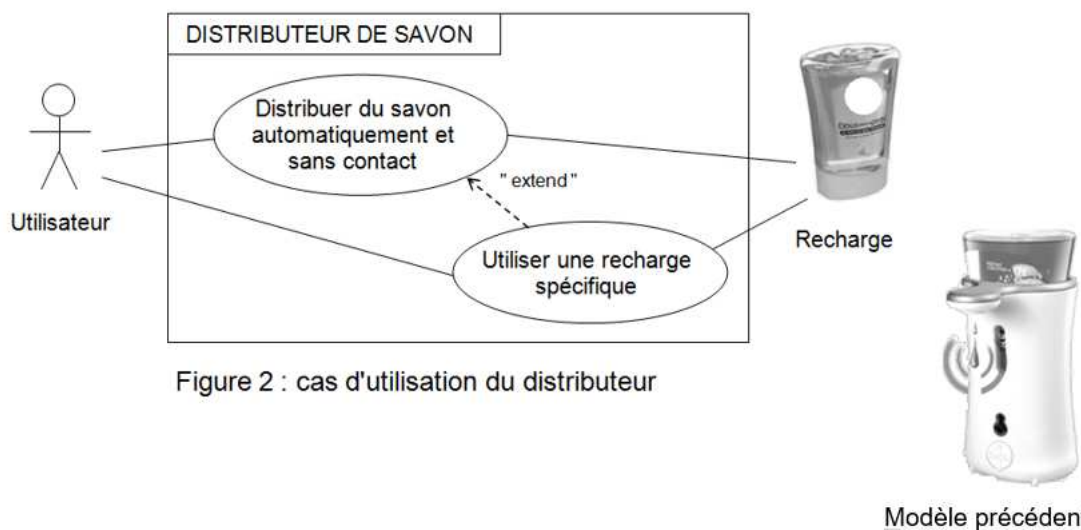 DISTRIBUTEUR DE SAVON
Distribuer du savon
automatiquement et
sans contact
" extend "
Utilisateur
Utiliser une recharge
spécifique
Recharge
Figure 2 : cas d'utilisation du distributeur
Modèle précéden